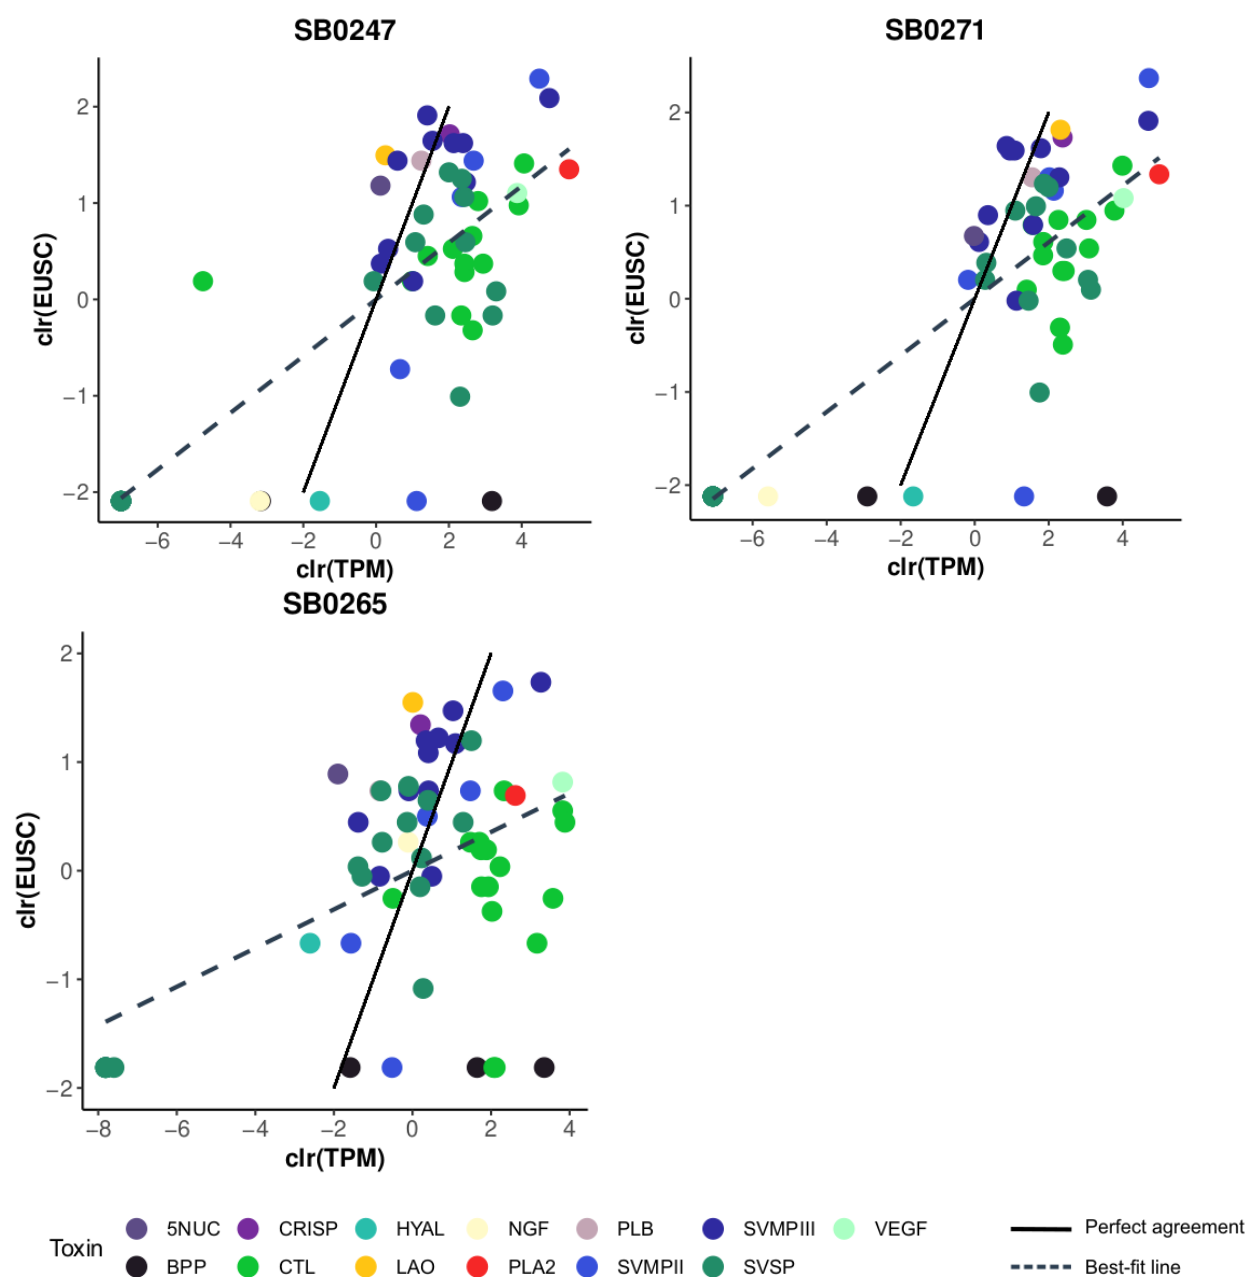 SB0247
SB0271
clr(EUSC)
2
1
0
−1
−2
−6 −4 −2 0 2 4
clr(TPM)
clr(EUSC)
2
1
0
−1
−2
−6 −4 −2 0 2 4
clr(TPM)
SB0265
clr(EUSC)
2
1
0
−1
−2
−8 −6 −4 −2 0 2 4
clr(TPM)
Toxin
5NUC CRISP HYAL NGF PLB SVMPIII VEGF
BPP CTL LAO PLA2 SVMPII SVSP
Perfect agreement
Best-fit line